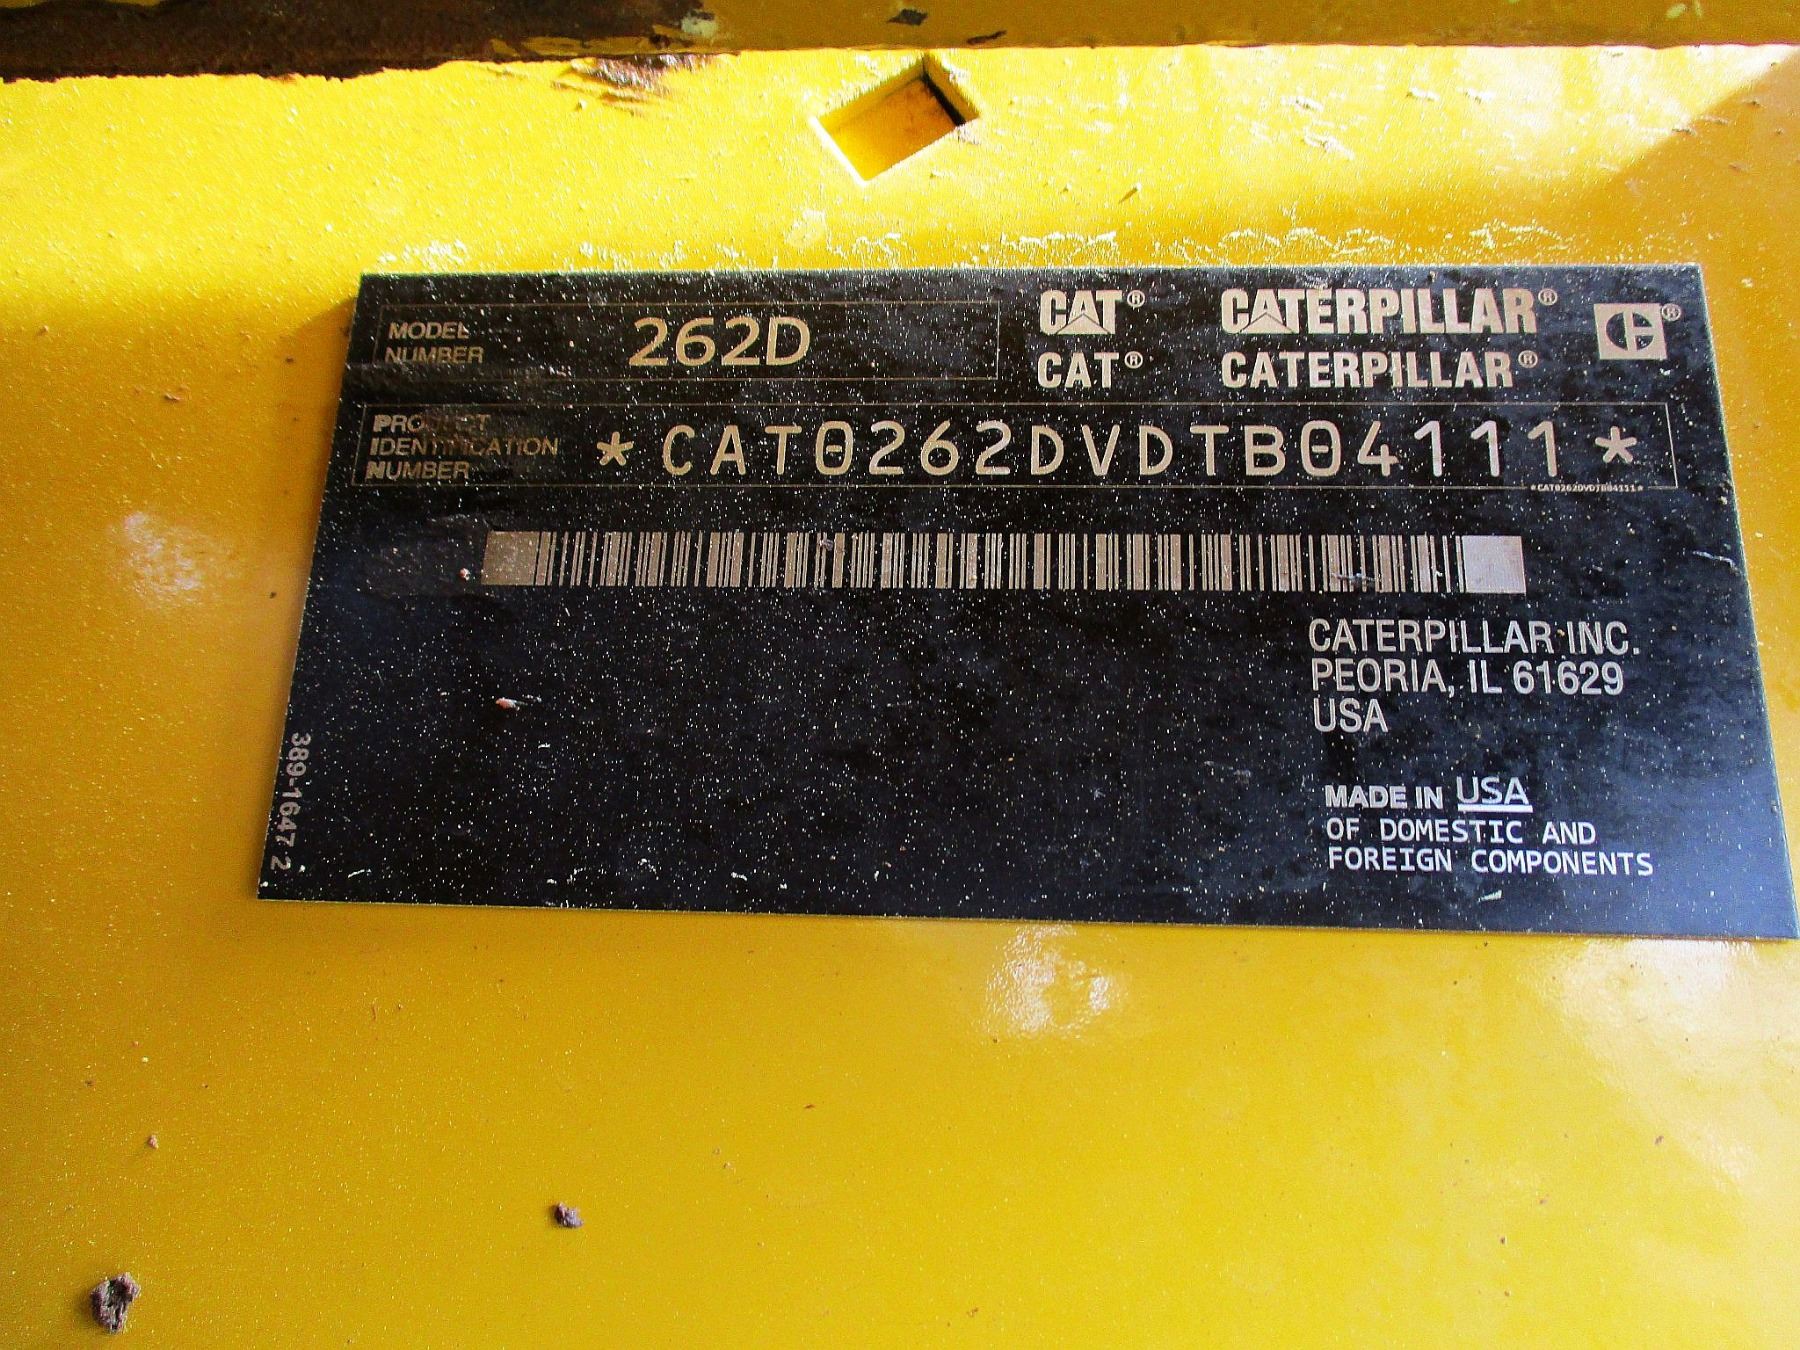 MODEL NUMBER 262D
CAT® CATERPILLAR® C®
CAT® CATERPILLAR®
PRODUCT IDENTIFICATION NUMBER *CAT0262DVDTB04111*
*CAT0262DVDTB04111*
CATERPILLAR INC.
PEORIA, IL 61629
USA
MADE IN USA
OF DOMESTIC AND
FOREIGN COMPONENTS
389-1647 2